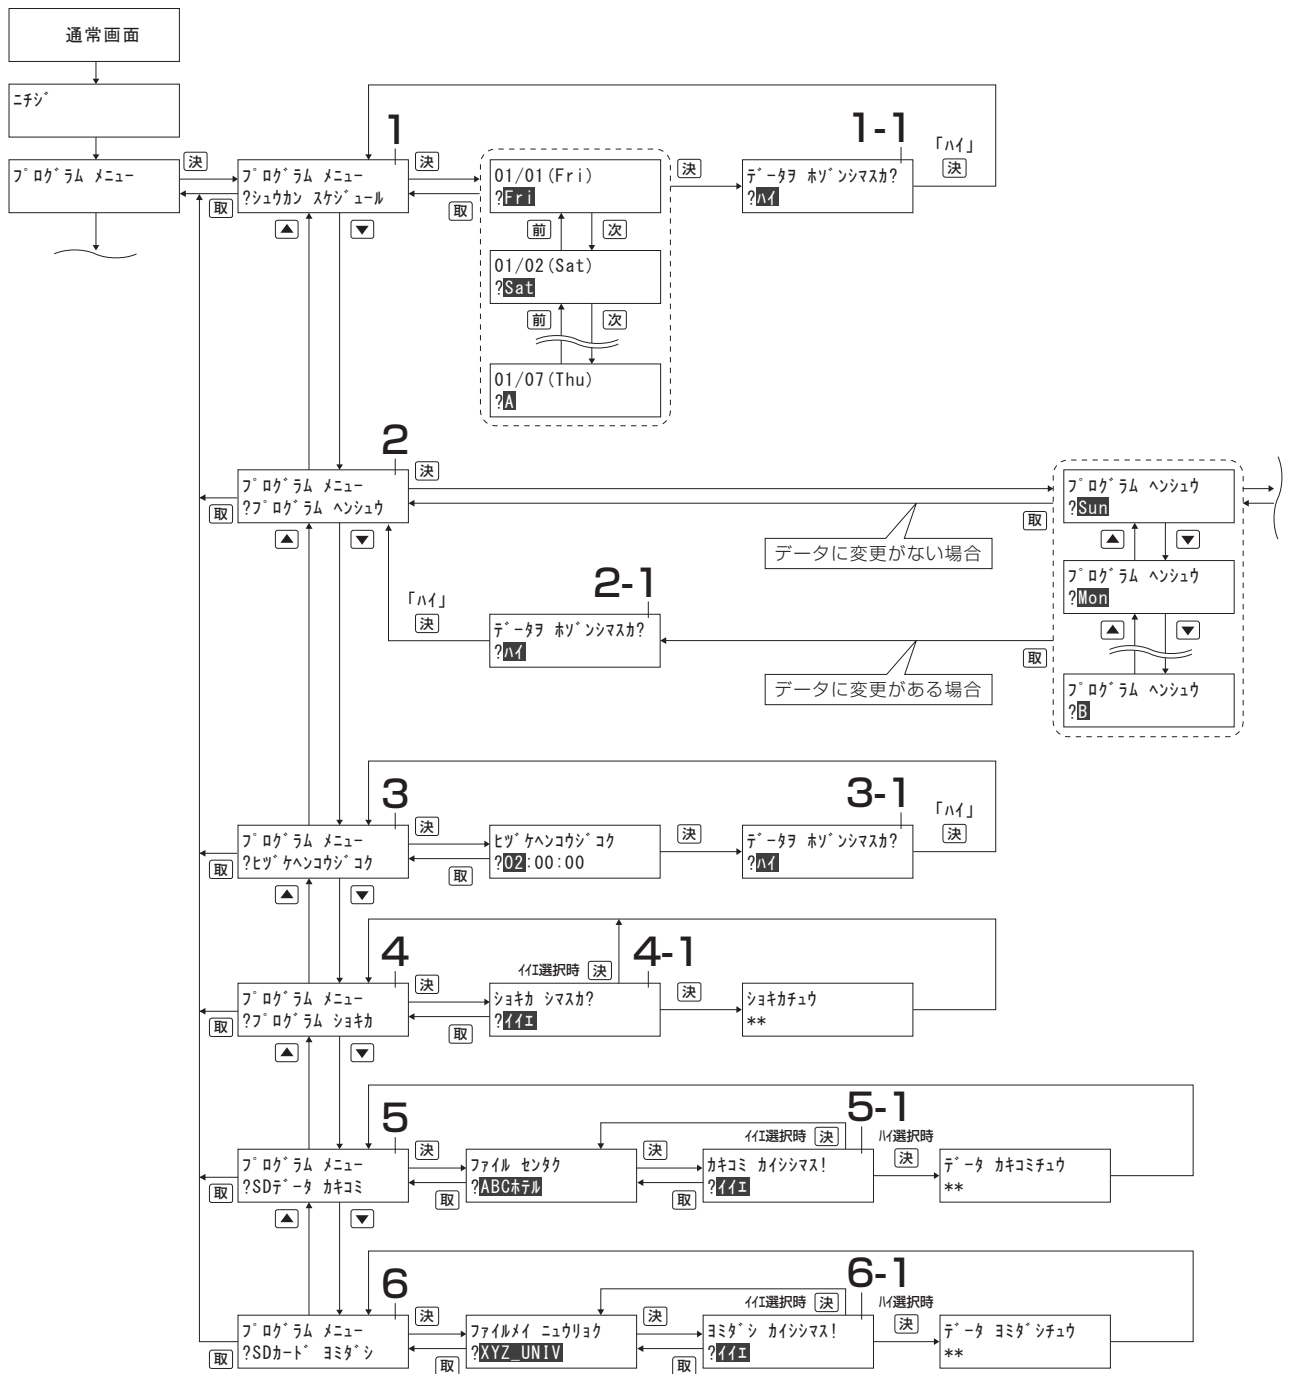 通常画面
ニチジ
プログラム メニュー
決
取
1
プログラム メニュー
?シュウカン スケジュール
決
取
▲
▼
01/01(Fri)
?Fri
前
次
01/02(Sat)
?Sat
前
次
01/07(Thu)
?A
決
1-1
データヲ ホゾンシマスカ?
?ハイ
「ハイ」
決
2
プログラム メニュー
?プログラム ヘンシュウ
決
取
▲
▼
データに変更がない場合
取
プログラム ヘンシュウ
?Sun
▲
▼
プログラム ヘンシュウ
?Mon
▲
▼
プログラム ヘンシュウ
?B
取
データに変更がある場合
2-1
データヲ ホゾンシマスカ?
?ハイ
「ハイ」
決
3
プログラム メニュー
?ヒヅケヘンコウジコク
決
取
取
▲
▼
ヒヅケヘンコウジコク
?02:00:00
決
3-1
データヲ ホゾンシマスカ?
?ハイ
「ハイ」
決
4
プログラム メニュー
?プログラム ショキカ
決
取
取
▲
▼
イイエ選択時 決
4-1
ショキカ シマスカ?
?イイエ
決
ショキカチュウ
**
5
プログラム メニュー
?SDデータ カキコミ
決
取
取
▲
▼
ファイル センタク
?ABCホテル
決
取
イイエ選択時 決
5-1
カキコミ カイシシマス!
?イイエ
ハイ選択時
決
データ カキコミチュウ
**
6
プログラム メニュー
?SDカード ヨミダシ
決
取
取
ファイルメイ ニュウリョク
?XYZ_UNIV
決
取
イイエ選択時 決
6-1
ヨミダシ カイシシマス!
?イイエ
ハイ選択時
決
データ ヨミダシチュウ
**